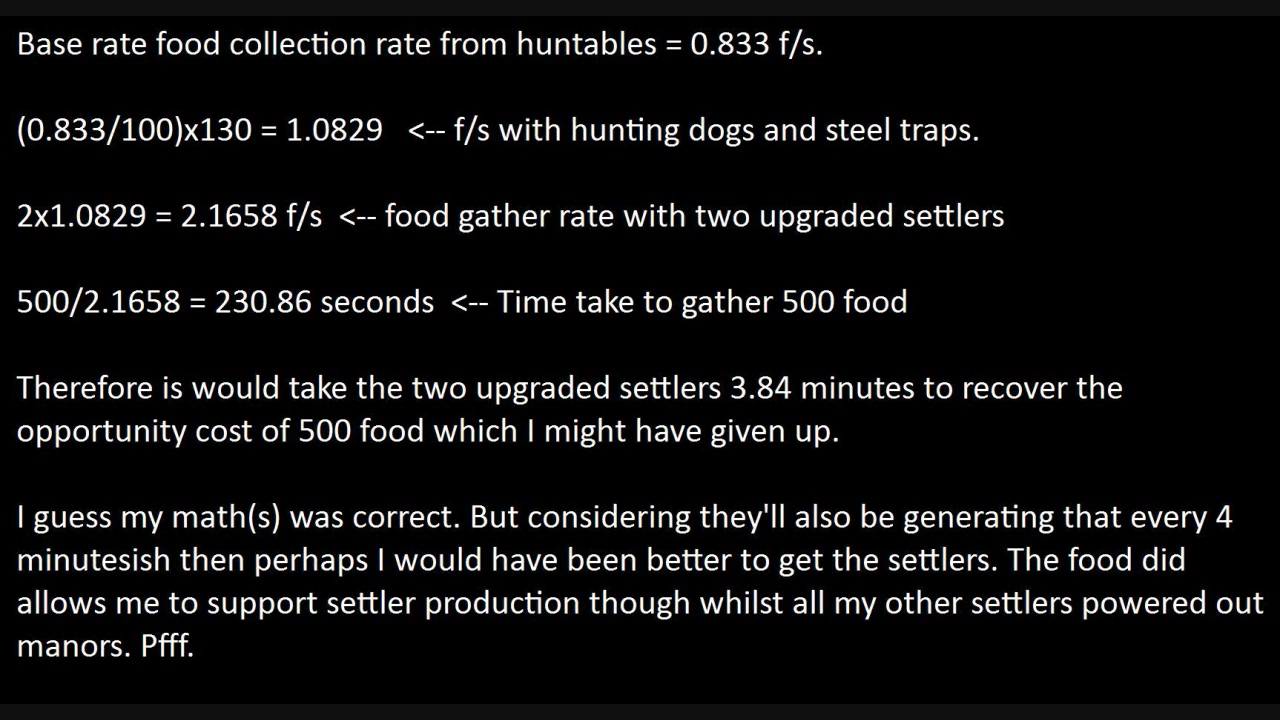 Base rate food collection rate from huntables = 0.833 f/s.
(0.833/100)x130 = 1.0829 <-- f/s with hunting dogs and steel traps.
2x1.0829 = 2.1658 f/s <-- food gather rate with two upgraded settlers
500/2.1658 = 230.86 seconds <-- Time take to gather 500 food
Therefore is would take the two upgraded settlers 3.84 minutes to recover the
opportunity cost of 500 food which I might have given up.
I guess my math(s) was correct. But considering they'll also be generating that every 4
minutesish then perhaps I would have been better to get the settlers. The food did
allows me to support settler production though whilst all my other settlers powered out
manors. Pfff.